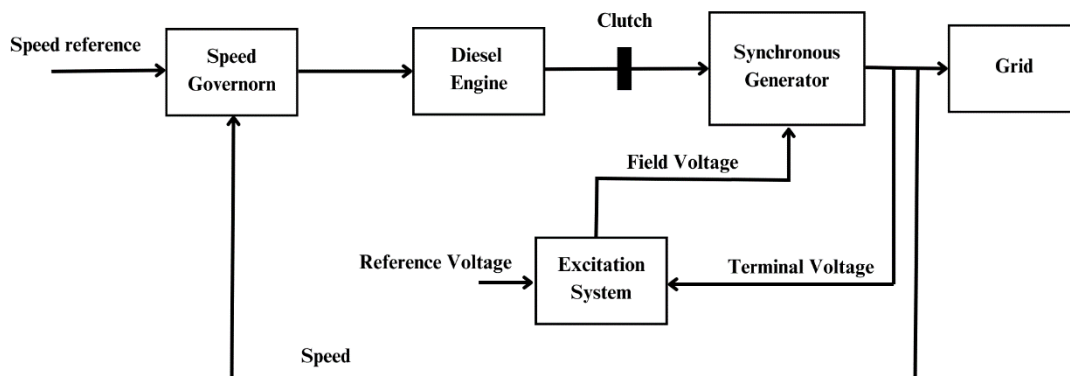 Clutch
Speed reference
Speed
Governorn
Diesel
Engine
Synchronous
Generator
Grid
Field Voltage
Reference Voltage
Excitation
System
Terminal Voltage
Speed